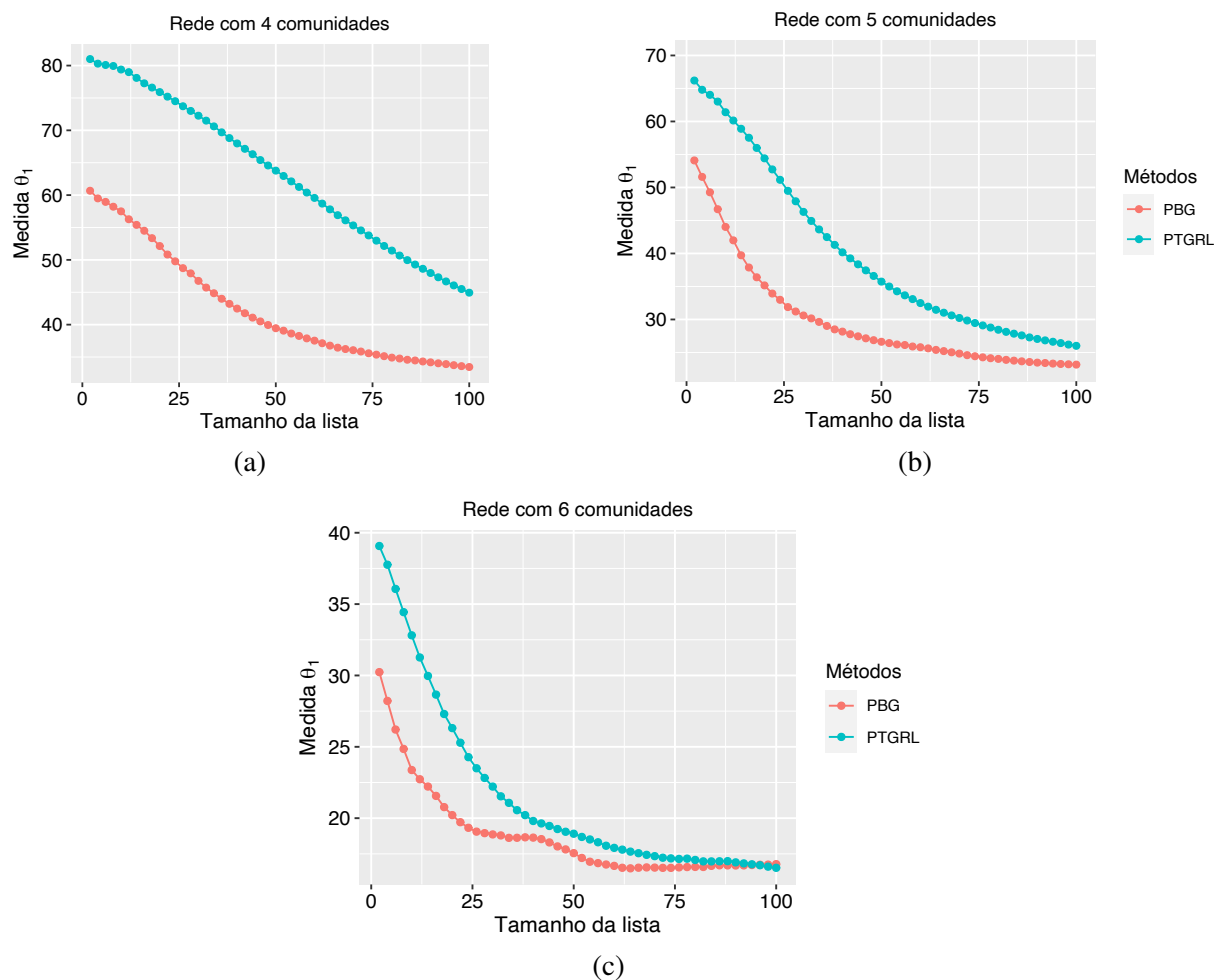 Rede com 4 comunidades
80
70
60
50
40
Medida θ1
0 25 50 75 100
Tamanho da lista
(a)
Rede com 5 comunidades
70
60
50
40
30
Medida θ1
0 25 50 75 100
Tamanho da lista
(b)
Métodos
PBG
PTGRL
Rede com 6 comunidades
40
35
30
25
20
Medida θ1
0 25 50 75 100
Tamanho da lista
(c)
Métodos
PBG
PTGRL